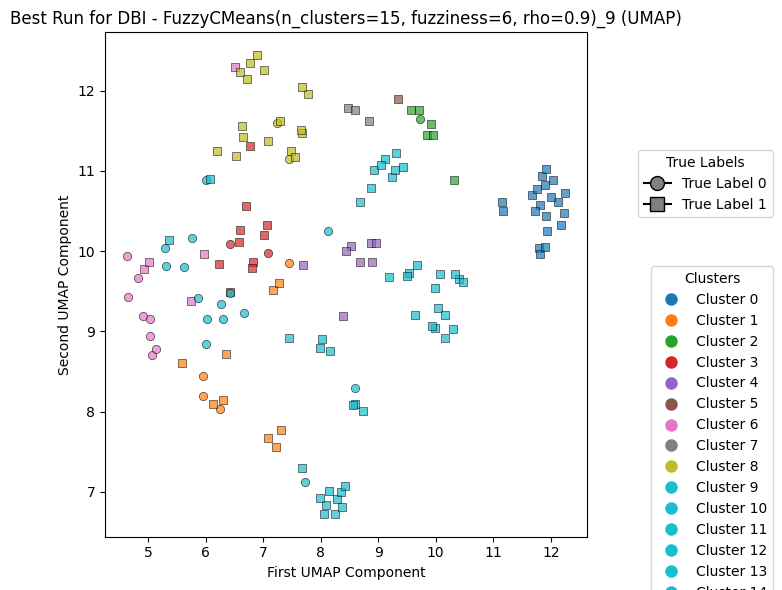 Best Run for DBI - FuzzyCMeans(n_clusters=15, fuzziness=6, rho=0.9)_9 (UMAP)
12
11
10
9
8
7
Second UMAP Component
5
6
7
8
9
10
11
12
First UMAP Component
True Labels
True Label 0
True Label 1
Clusters
Cluster 0
Cluster 1
Cluster 2
Cluster 3
Cluster 4
Cluster 5
Cluster 6
Cluster 7
Cluster 8
Cluster 9
Cluster 10
Cluster 11
Cluster 12
Cluster 13
Cluster 14